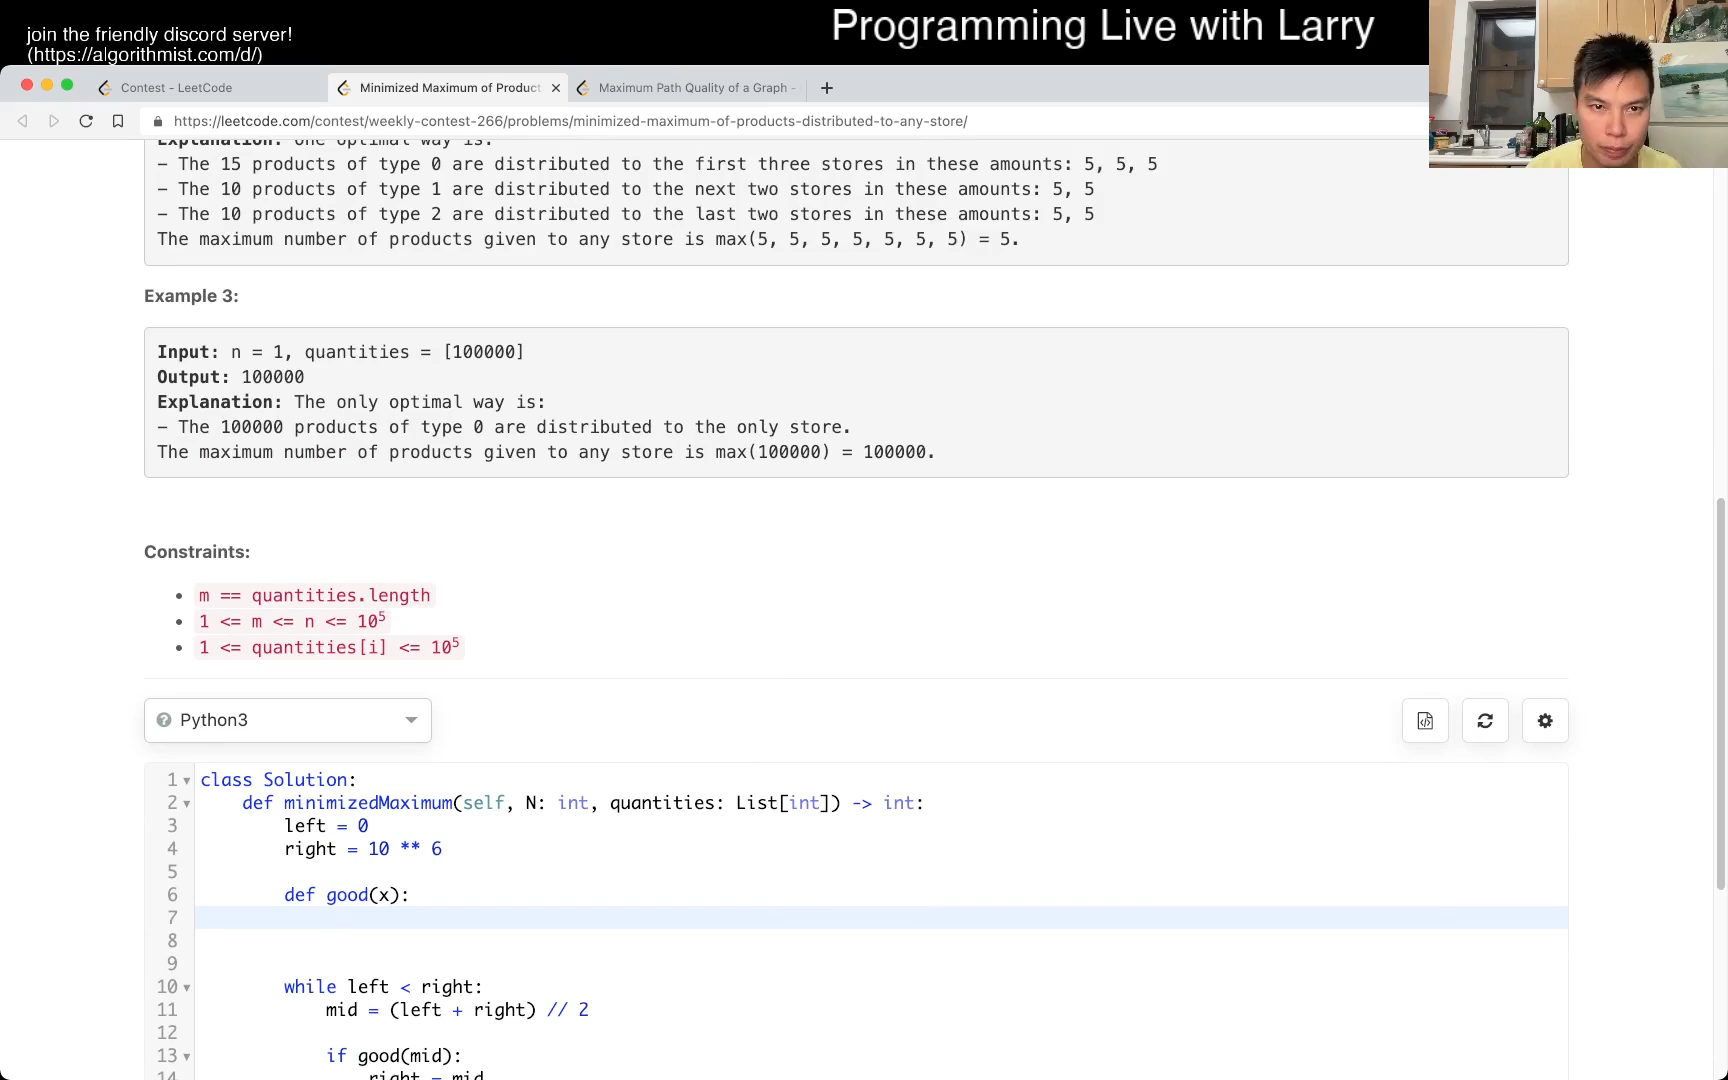 join the friendly discord server!
(https://algorithmist.com/d/)
Programming Live with Larry
Contest - LeetCode
Minimized Maximum of Product
Maximum Path Quality of a Graph -
https://leetcode.com/contest/weekly-contest-266/problems/minimized-maximum-of-products-distributed-to-any-store/
Explanation: One optimal way is:
- The 15 products of type 0 are distributed to the first three stores in these amounts: 5, 5, 5
- The 10 products of type 1 are distributed to the next two stores in these amounts: 5, 5
- The 10 products of type 2 are distributed to the last two stores in these amounts: 5, 5
The maximum number of products given to any store is max(5, 5, 5, 5, 5, 5, 5) = 5.
Example 3:
Input: n = 1, quantities = [100000]
Output: 100000
Explanation: The only optimal way is:
- The 100000 products of type 0 are distributed to the only store.
The maximum number of products given to any store is max(100000) = 100000.
Constraints:
• m == quantities.length
• 1 <= m <= n <= 10⁵
• 1 <= quantities[i] <= 10⁵
Python3
1 class Solution:
2 def minimizedMaximum(self, N: int, quantities: List[int]) -> int:
3 left = 0
4 right = 10 ** 6
5
6 def good(x):
7
8
9
10 while left < right:
11 mid = (left + right) // 2
12
13 if good(mid):
14 right = mid